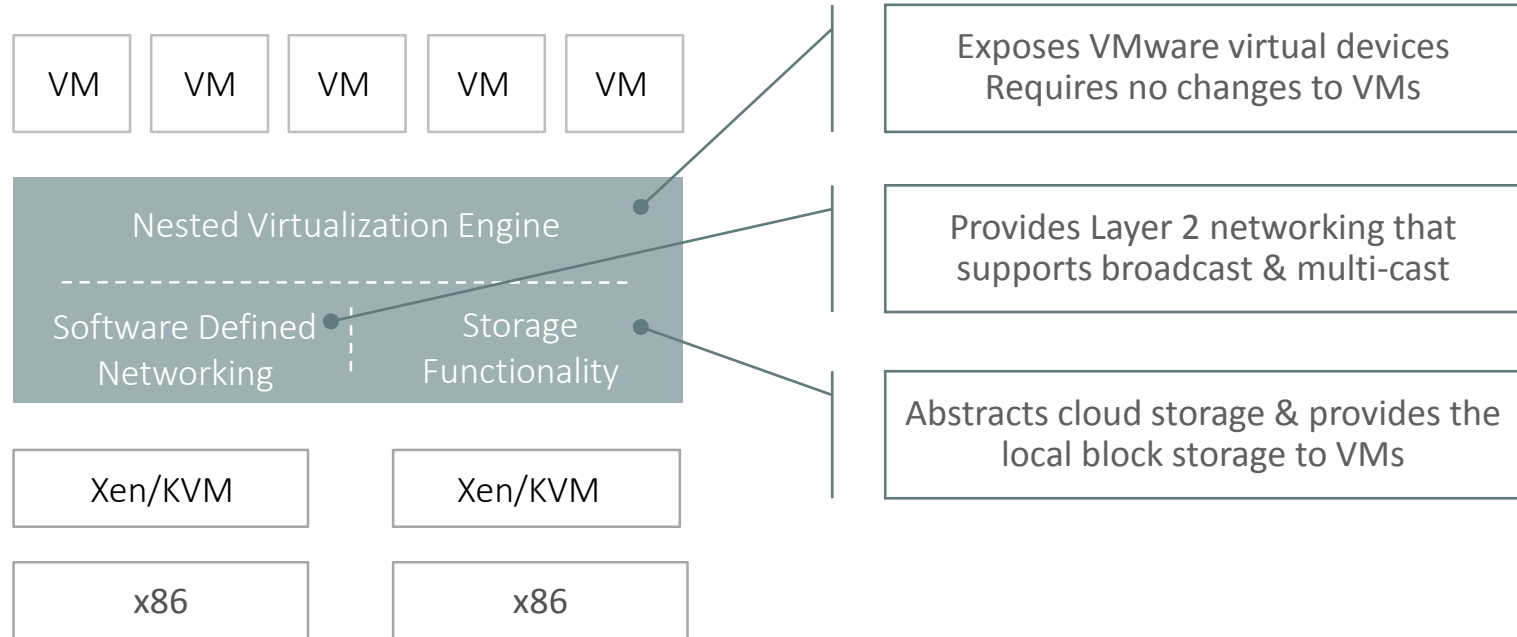 VM VM VM VM VM
Nested Virtualization Engine
Software Defined
Networking
Storage
Functionality
Xen/KVM Xen/KVM
x86 x86
Exposes VMware virtual devices
Requires no changes to VMs
Provides Layer 2 networking that
supports broadcast & multi-cast
Abstracts cloud storage & provides the
local block storage to VMs